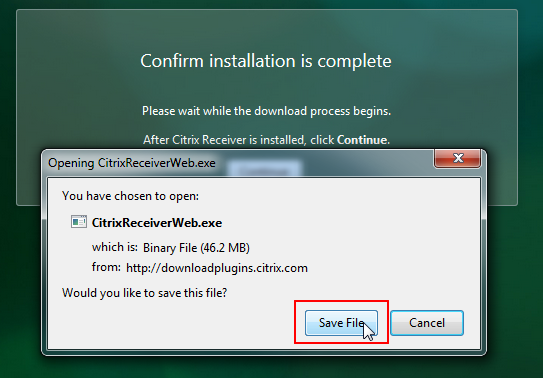 Confirm installation is complete
Please wait while the download process begins.
After Citrix Receiver is installed, click Continue.
Opening CitrixReceiverWeb.exe
Continue
You have chosen to open:
CitrixReceiverWeb.exe
which is: Binary File (46.2 MB)
from: http://downloadplugins.citrix.com
Would you like to save this file?
Save File Cancel